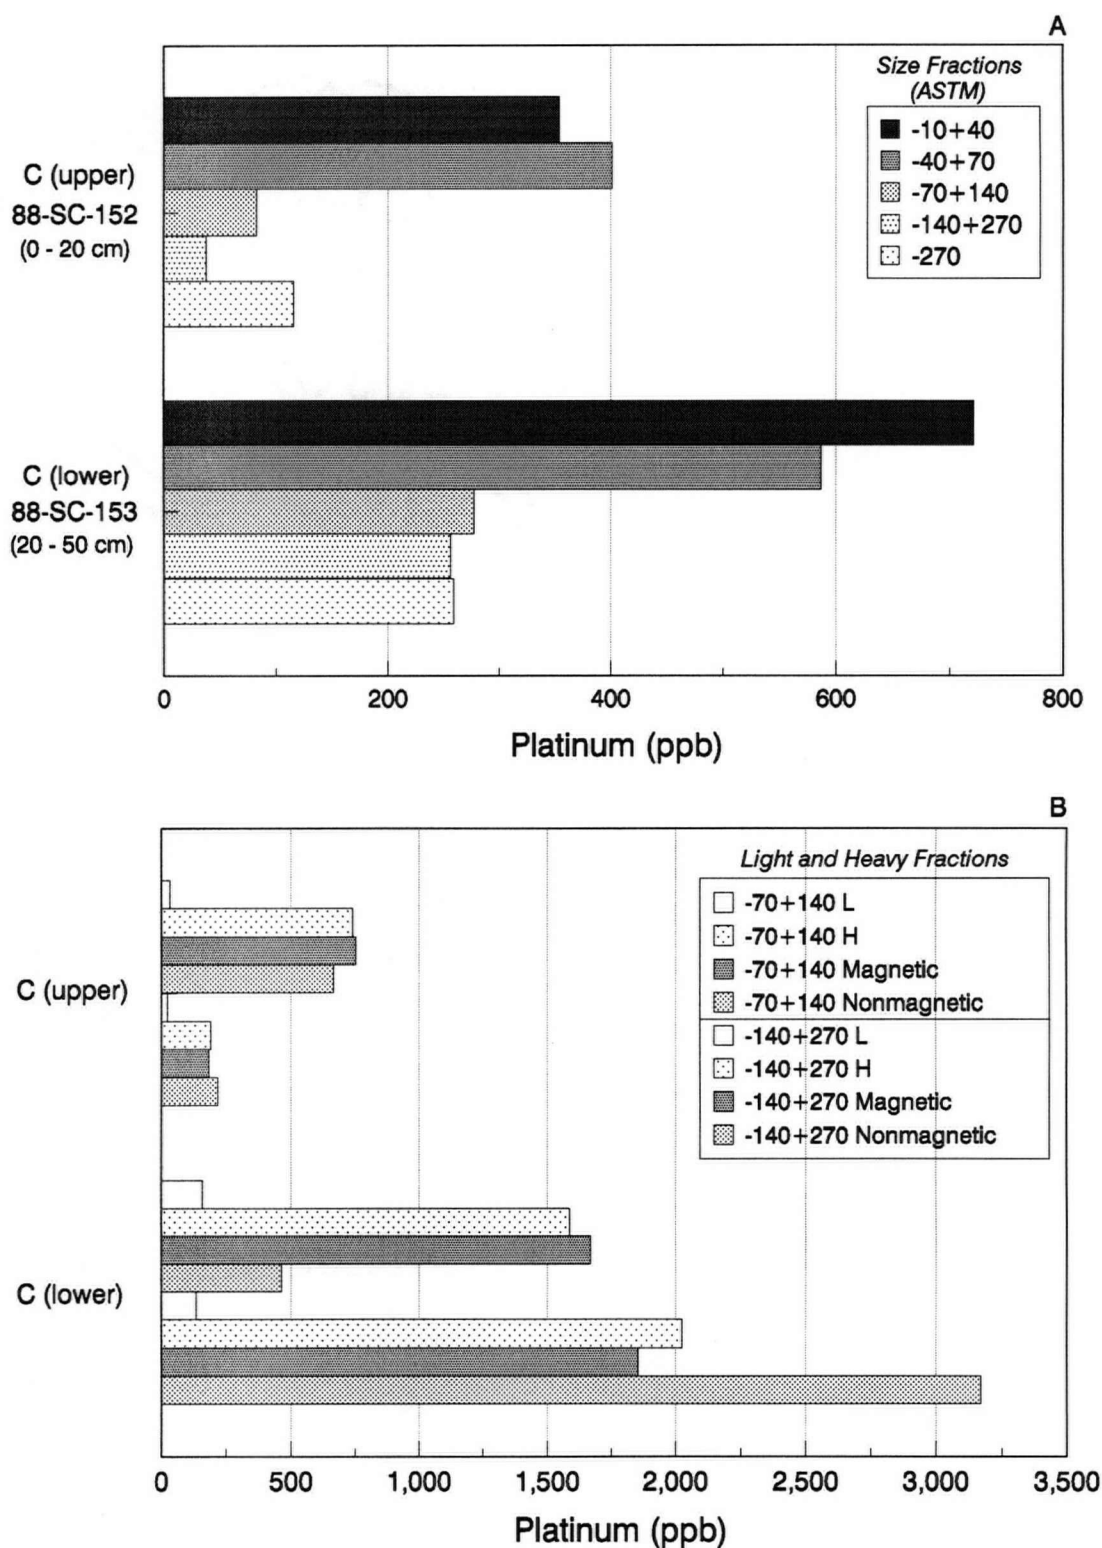 A
Size Fractions
(ASTM)
-10+40
-40+70
-70+140
-140+270
-270
C (upper)
88-SC-152
(0 - 20 cm)
C (lower)
88-SC-153
(20 - 50 cm)
0 200 400 600 800
Platinum (ppb)
B
Light and Heavy Fractions
-70+140 L
-70+140 H
-70+140 Magnetic
-70+140 Nonmagnetic
-140+270 L
-140+270 H
-140+270 Magnetic
-140+270 Nonmagnetic
C (upper)
C (lower)
0 500 1,000 1,500 2,000 2,500 3,000 3,500
Platinum (ppb)